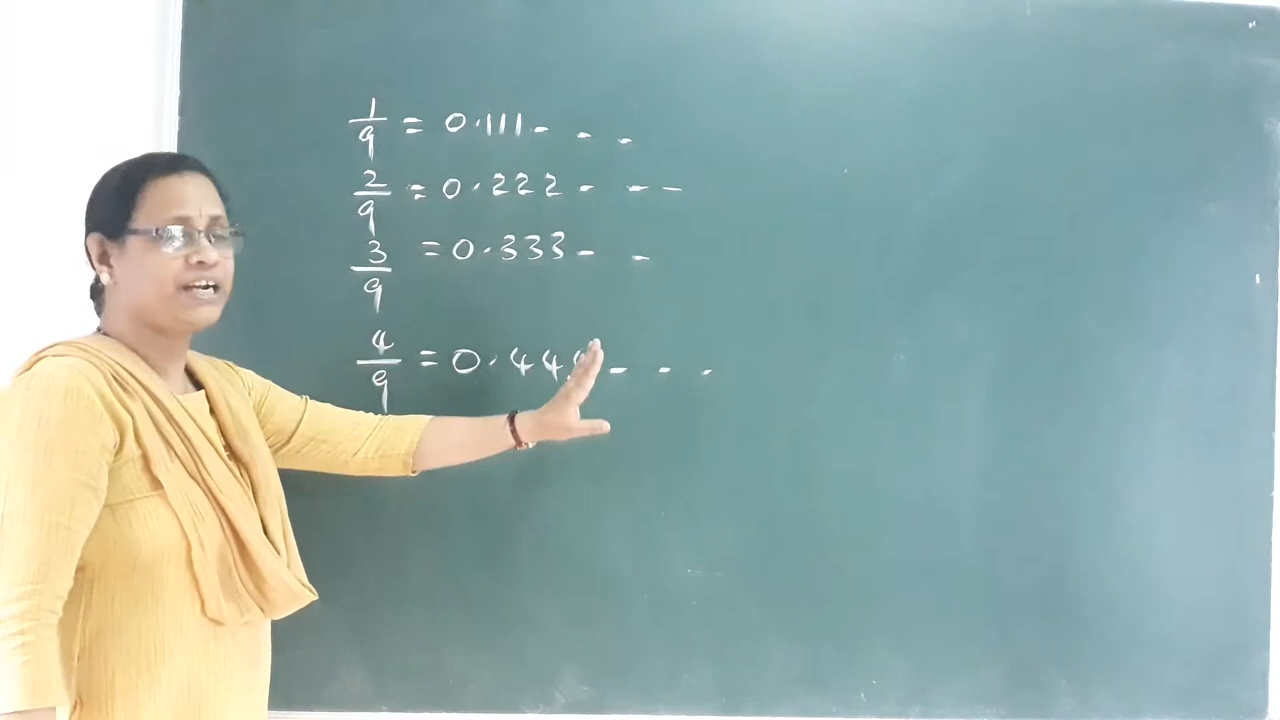 1/9 = 0.111- - -
2/9 = 0.222- - -
3/9 = 0.333- -
4/9 = 0.44 - - -